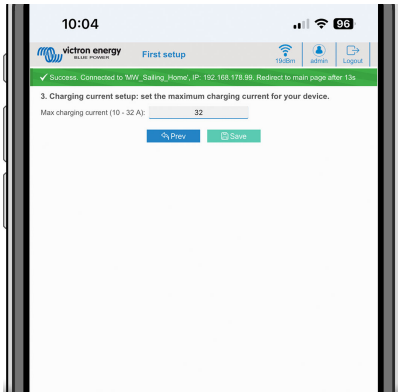 10:04
96
victron energy
BLUE POWER
First setup
19dBm
admin
Logout
Success. Connected to 'MW_Sailing_Home', IP: 192.168.178.99, Redirect to main page after 13s.
3. Charging current setup: set the maximum charging current for your device.
Max charging current (10 - 32 A):
32
Prev
Save